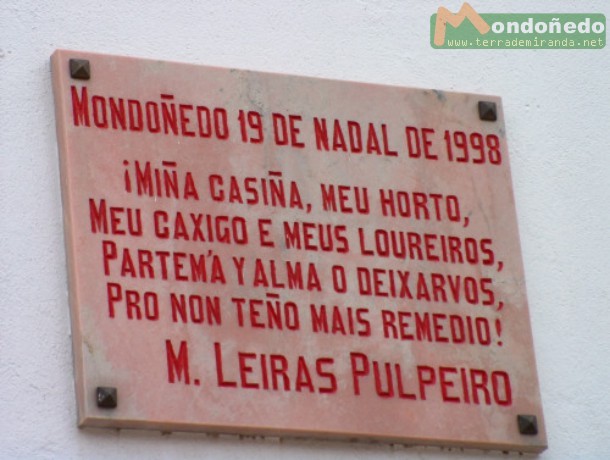 Mondoñedo
www.terrademiranda.net
MONDOÑEDO 19 DE NADAL DE 1998
¡MIÑA CASIÑA, MEU HORTO,
MEU CAXIGO E MEUS LOUREIROS,
PARTEM'A Y ALMA O DEIXARVOS,
PRO NON TEÑO MAIS REMEDIO!
M. LEIRAS PULPEIRO